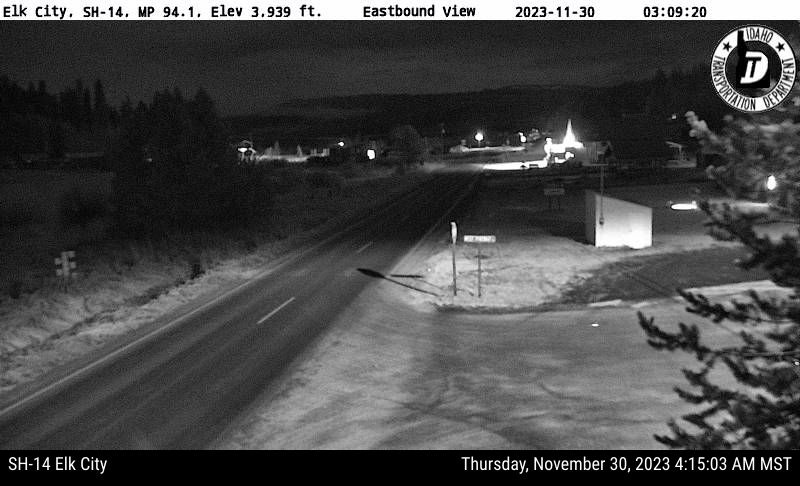 Elk City, SH-14, MP 94.1, Elev 3,939 ft. Eastbound View 2023-11-30 03:09:20
IDAHO
TRANSPORTATION DEPARTMENT
SH-14 Elk City Thursday, November 30, 2023 4:15:03 AM MST